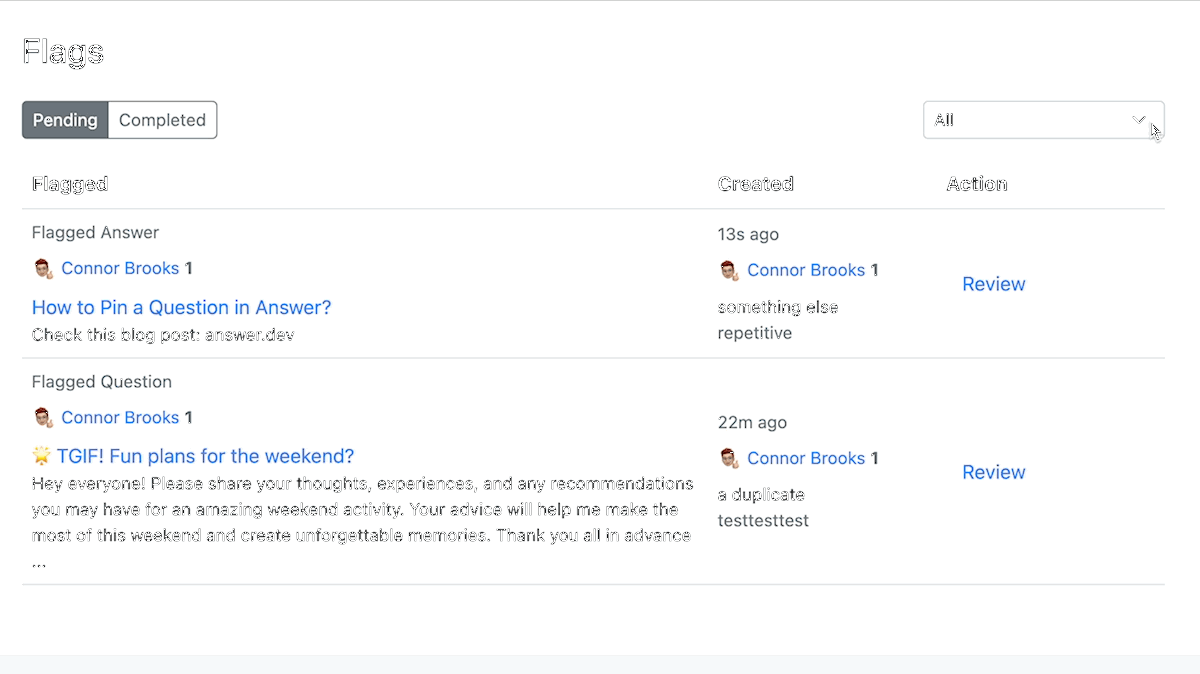 Flags
Pending Completed
All
Flagged Created Action
Flagged Answer
Connor Brooks 1
How to Pin a Question in Answer?
Check this blog post: answer.dev
13s ago
Connor Brooks 1
something else
repetitive
Review
Flagged Question
Connor Brooks 1
🌟 TGIF! Fun plans for the weekend?
Hey everyone! Please share your thoughts, experiences, and any recommendations
you may have for an amazing weekend activity. Your advice will help me make the
most of this weekend and create unforgettable memories. Thank you all in advance
...
22m ago
Connor Brooks 1
a duplicate
testtesttest
Review